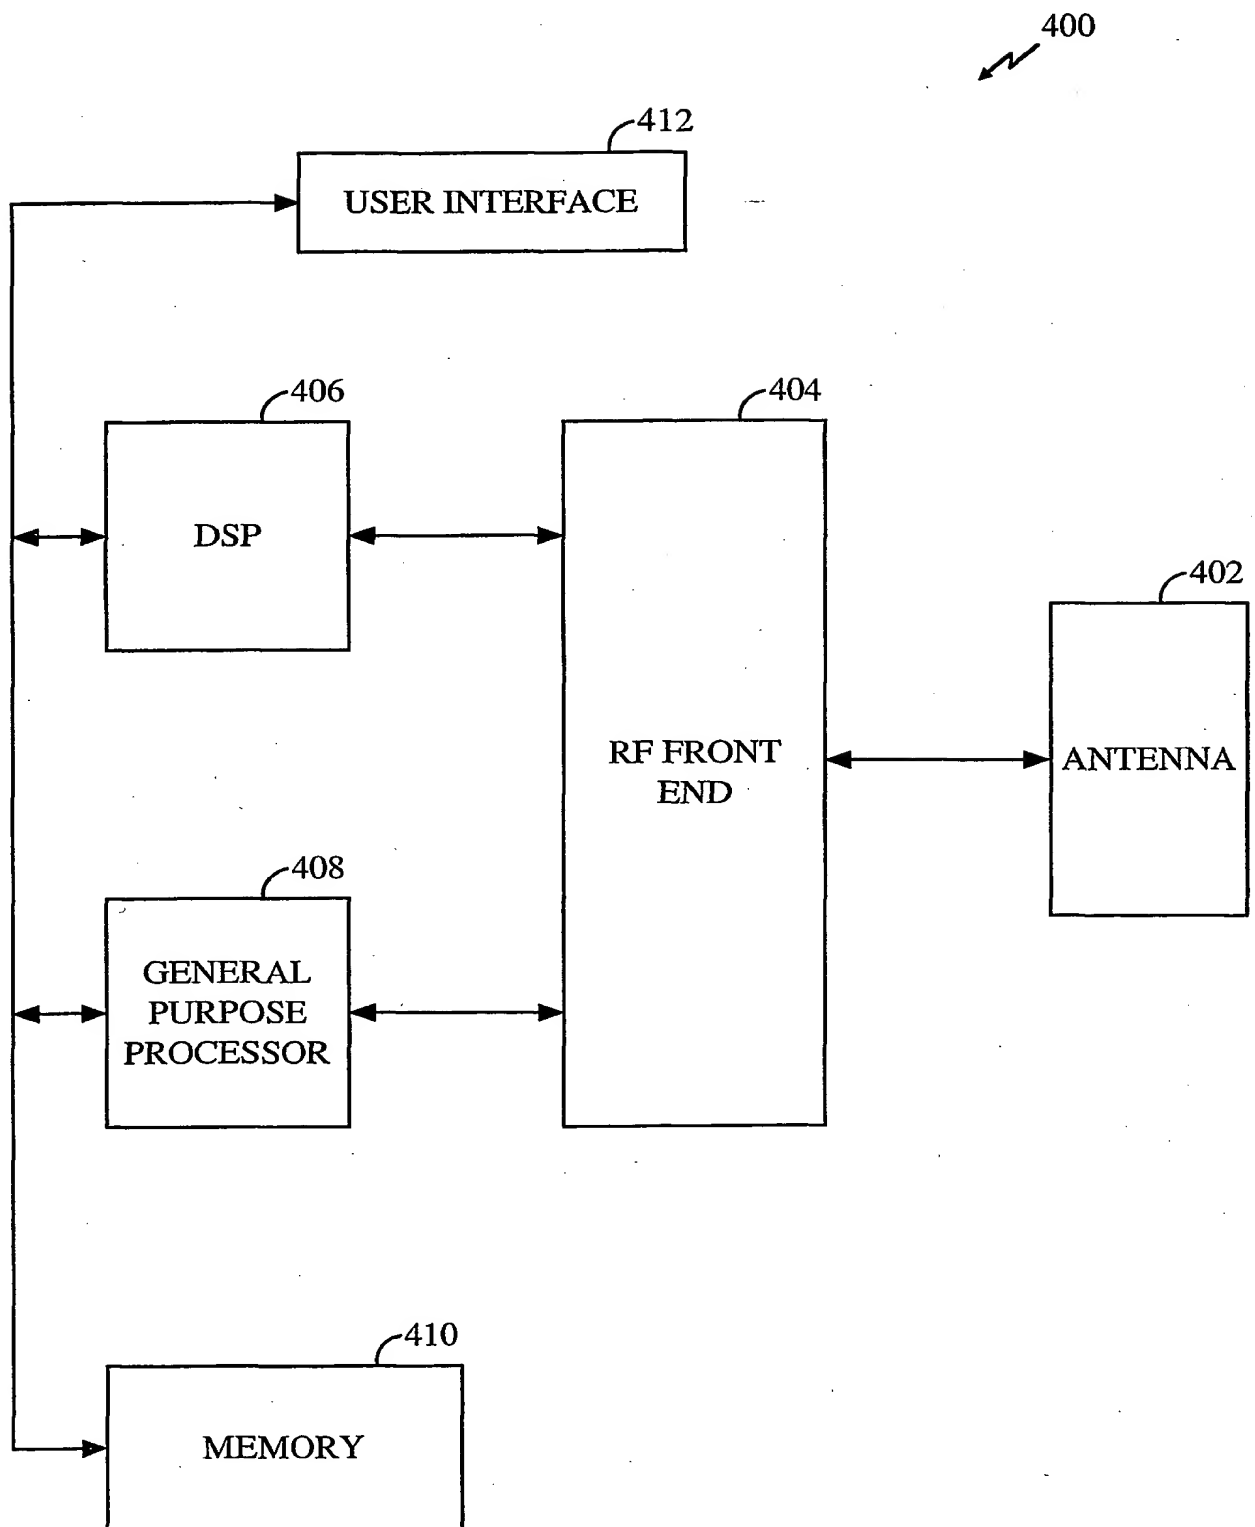 400
412
USER INTERFACE
406
404
DSP
402
RF FRONT
END
ANTENNA
408
GENERAL
PURPOSE
PROCESSOR
410
MEMORY